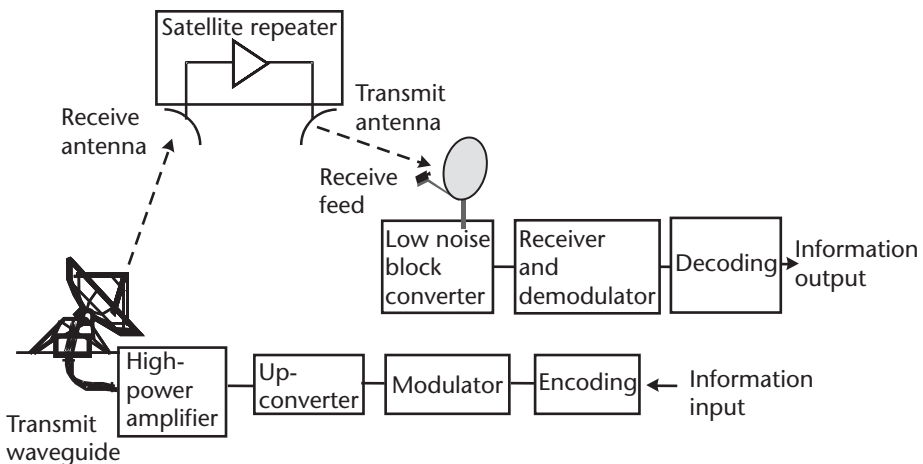 Satellite repeater
Receive
antenna
Transmit
antenna
Receive
feed
Low noise
block
converter
Receiver
and
demodulator
Decoding
Information
output
High-
power
amplifier
Up-
converter
Modulator
Encoding
Information
input
Transmit
waveguide